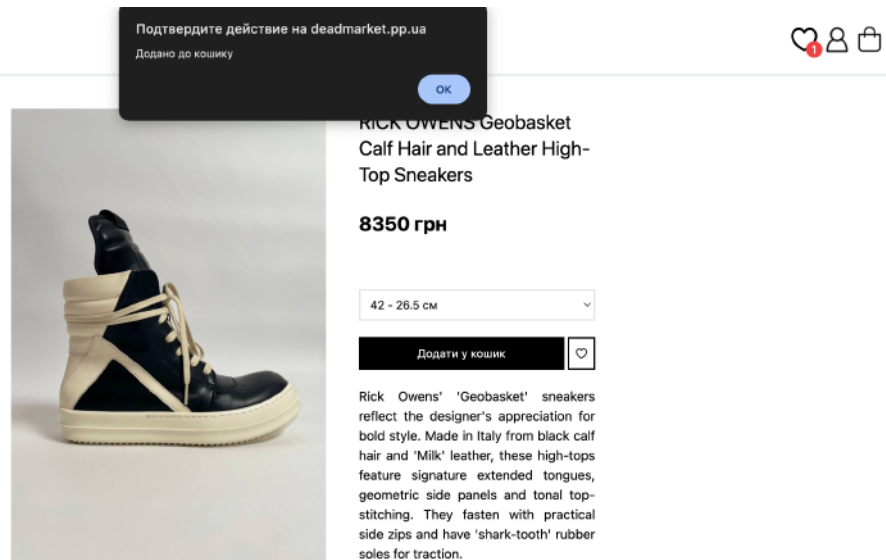 Подтвердите действие на deadmarket.pp.ua
Додано до кошику
ОК
1
RICK OWENS Geobasket
Calf Hair and Leather High-
Top Sneakers
8350 грн
42 - 26.5 см
Додати у кошик
Rick Owens' 'Geobasket' sneakers
reflect the designer's appreciation for
bold style. Made in Italy from black calf
hair and 'Milk' leather, these high-tops
feature signature extended tongues,
geometric side panels and tonal top-
stitching. They fasten with practical
side zips and have 'shark-tooth' rubber
soles for traction.